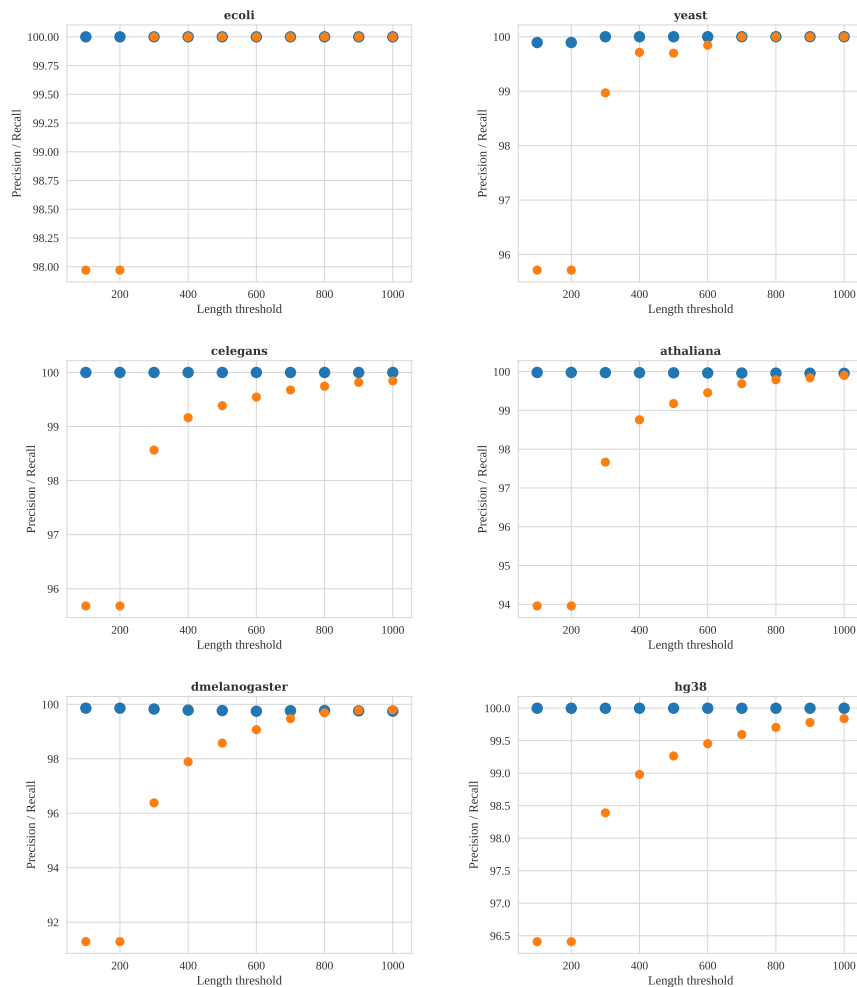 ecoli
100.00
99.75
99.50
99.25
99.00
98.75
98.50
98.25
98.00
Precision / Recall
200 400 600 800 1000
Length threshold
yeast
100
99
98
97
96
Precision / Recall
200 400 600 800 1000
Length threshold
celegans
100
99
98
97
96
Precision / Recall
200 400 600 800 1000
Length threshold
athaliana
100
99
98
97
96
95
94
Precision / Recall
200 400 600 800 1000
Length threshold
dmelanogaster
100
98
96
94
92
Precision / Recall
200 400 600 800 1000
Length threshold
hg38
100.0
99.5
99.0
98.5
98.0
97.5
97.0
96.5
Precision / Recall
200 400 600 800 1000
Length threshold